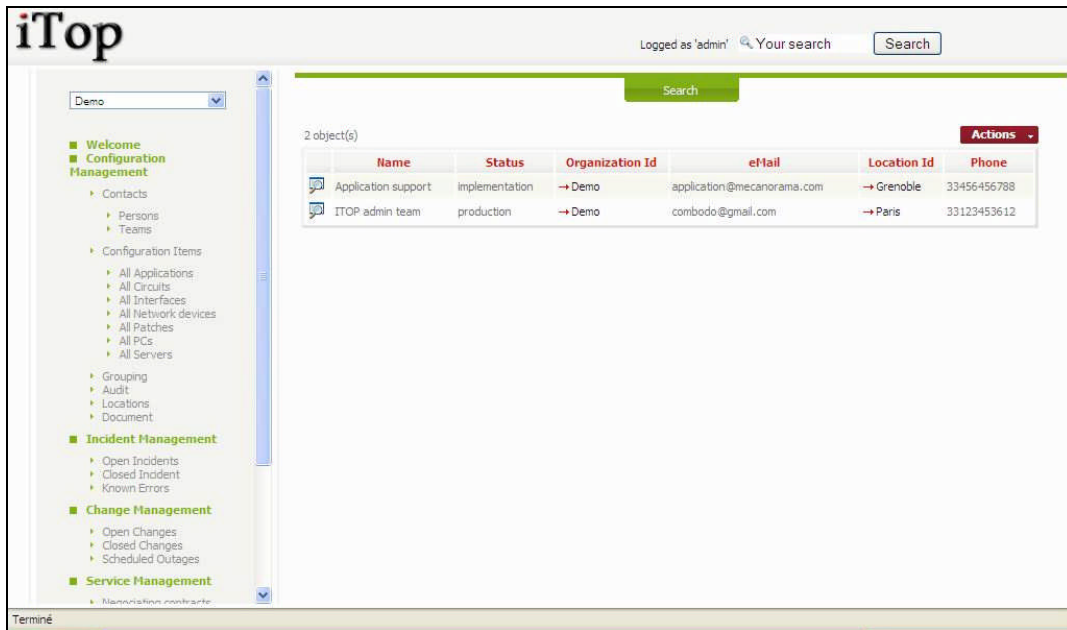 iTop
Logged as 'admin' Your search Search
Demo
Welcome
Configuration
Management
Contacts
Persons
Teams
Configuration Items
All Applications
All Circuits
All Interfaces
All Network devices
All Patches
All PCs
All Servers
Grouping
Audit
Locations
Document
Incident Management
Open Incidents
Closed Incident
Known Errors
Change Management
Open Changes
Closed Changes
Scheduled Outages
Service Management
Negociating contracts
Search
2 object(s)
Actions
Name Status Organization Id eMail Location Id Phone
Application support implementation → Demo application@mecanorama.com → Grenoble 33456456788
ITOP admin team production → Demo combodo@gmail.com → Paris 33123453612
Terminé